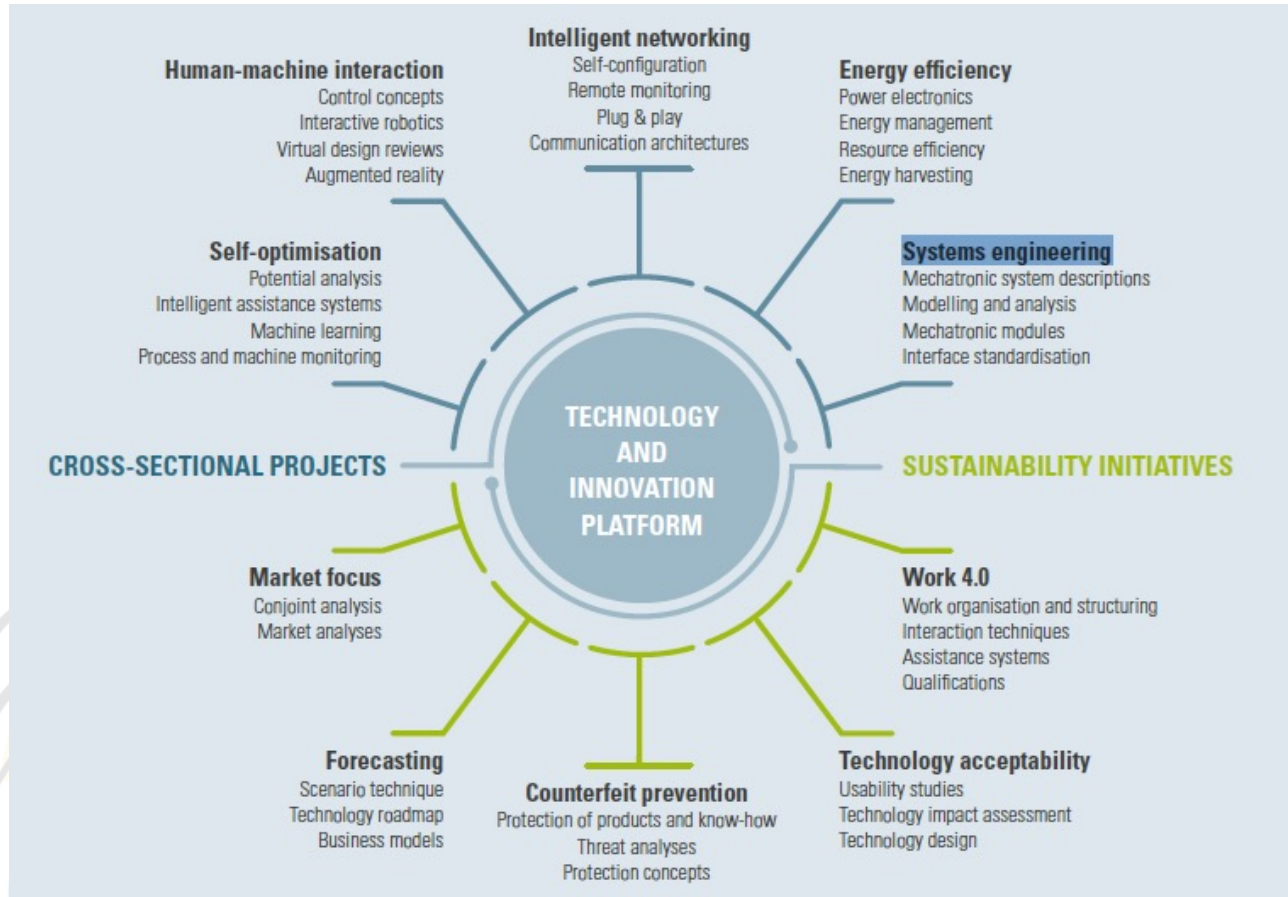 Intelligent networking
Self-configuration
Remote monitoring
Plug & play
Communication architectures
Human-machine interaction
Control concepts
Interactive robotics
Virtual design reviews
Augmented reality
Energy efficiency
Power electronics
Energy management
Resource efficiency
Energy harvesting
Self-optimisation
Potential analysis
Intelligent assistance systems
Machine learning
Process and machine monitoring
Systems engineering
Mechatronic system descriptions
Modelling and analysis
Mechatronic modules
Interface standardisation
TECHNOLOGY
AND
INNOVATION
PLATFORM
CROSS-SECTIONAL PROJECTS
SUSTAINABILITY INITIATIVES
Market focus
Conjoint analysis
Market analyses
Work 4.0
Work organisation and structuring
Interaction techniques
Assistance systems
Qualifications
Forecasting
Scenario technique
Technology roadmap
Business models
Counterfeit prevention
Protection of products and know-how
Threat analyses
Protection concepts
Technology acceptability
Usability studies
Technology impact assessment
Technology design